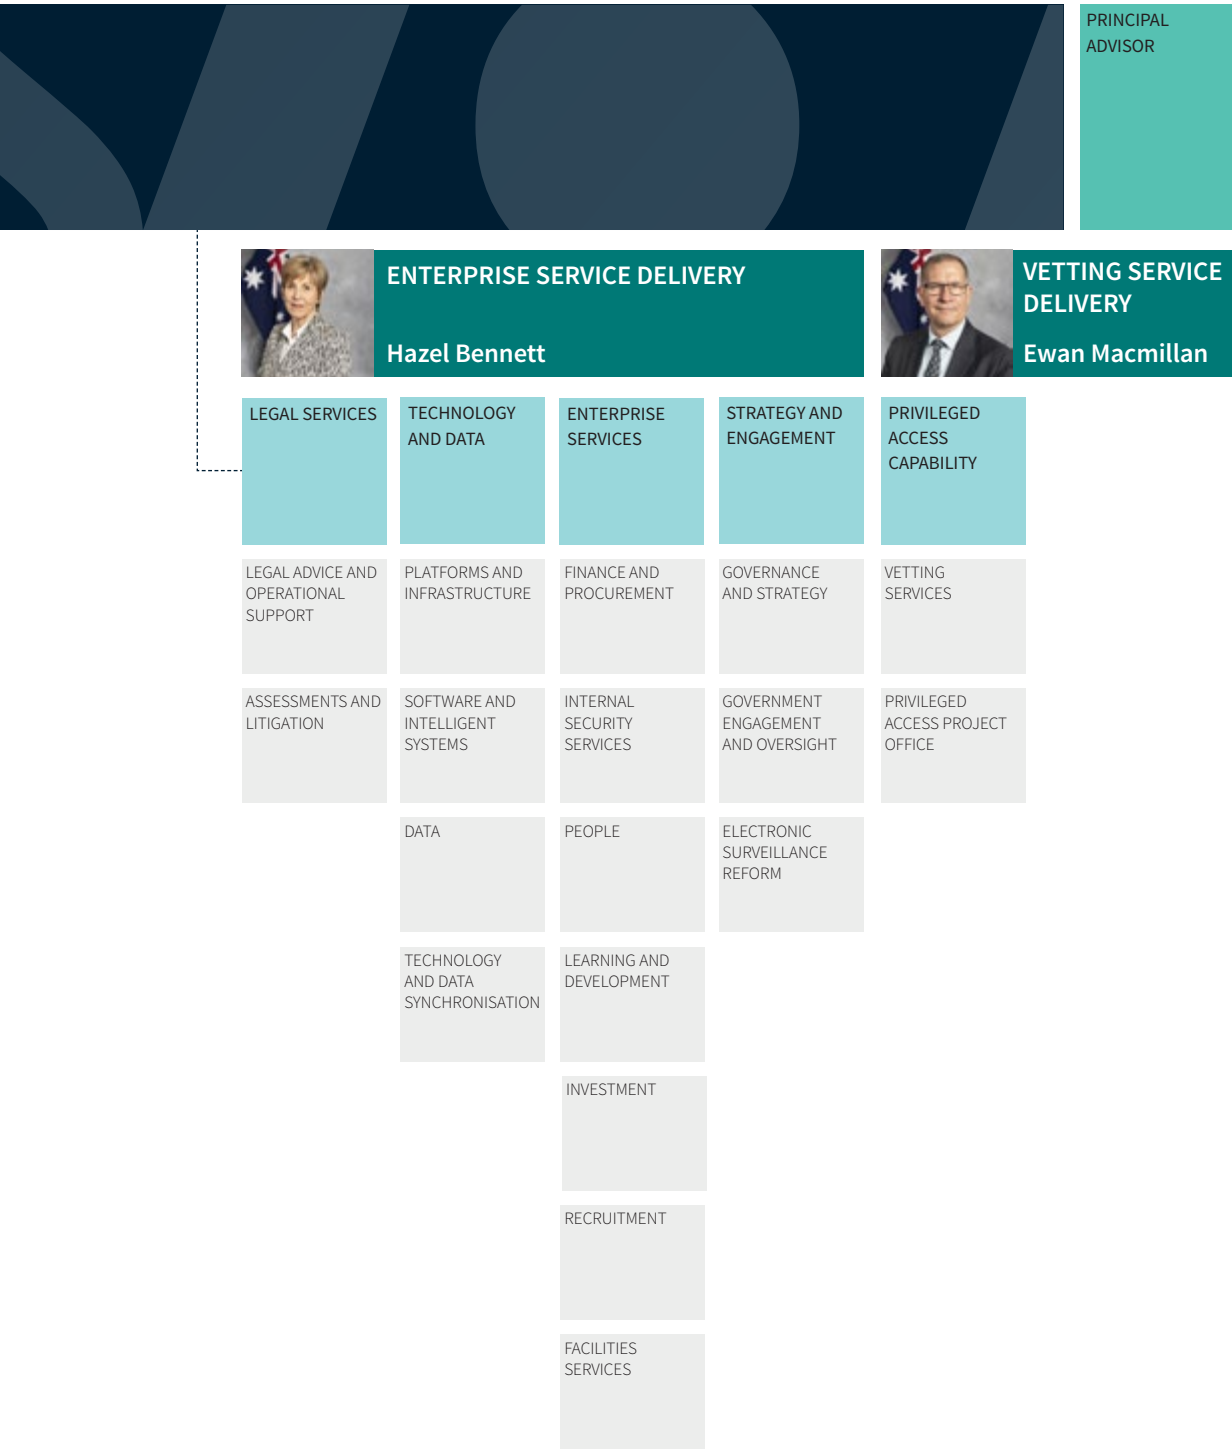 PRINCIPAL
ADVISOR
ENTERPRISE SERVICE DELIVERY
Hazel Bennett
VETTING SERVICE
DELIVERY
Ewan Macmillan
LEGAL SERVICES
TECHNOLOGY
AND DATA
ENTERPRISE
SERVICES
STRATEGY AND
ENGAGEMENT
PRIVILEGED
ACCESS
CAPABILITY
LEGAL ADVICE AND
OPERATIONAL
SUPPORT
PLATFORMS AND
INFRASTRUCTURE
FINANCE AND
PROCUREMENT
GOVERNANCE
AND STRATEGY
VETTING
SERVICES
ASSESSMENTS AND
LITIGATION
SOFTWARE AND
INTELLIGENT
SYSTEMS
INTERNAL
SECURITY
SERVICES
GOVERNMENT
ENGAGEMENT
AND OVERSIGHT
PRIVILEGED
ACCESS PROJECT
OFFICE
DATA
PEOPLE
ELECTRONIC
SURVEILLANCE
REFORM
TECHNOLOGY
AND DATA
SYNCHRONISATION
LEARNING AND
DEVELOPMENT
INVESTMENT
RECRUITMENT
FACILITIES
SERVICES